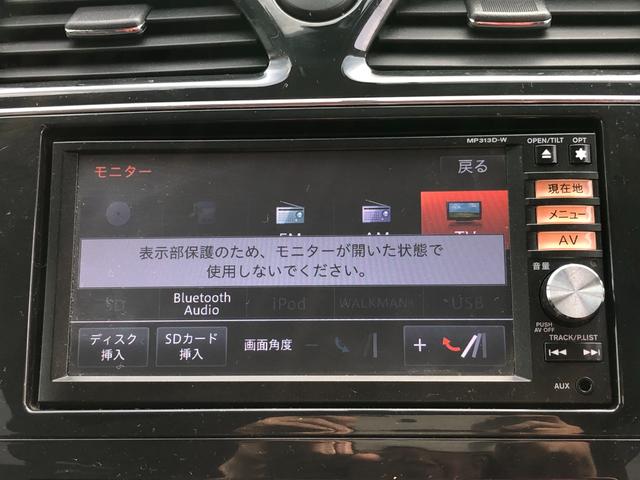 MP313D-W
OPEN/TILT
OPT
モニター
戻る
現在地
メニュー
AV
FM
AM
TV
表示部保護のため、モニターが開いた状態で
使用しないでください。
SD
Bluetooth
Audio
iPod
WALKMAN
USB
ディスク
挿入
SDカード
挿入
画面角度
-
+
音量
PUSH
AV OFF
TRACK/P.LIST
AUX